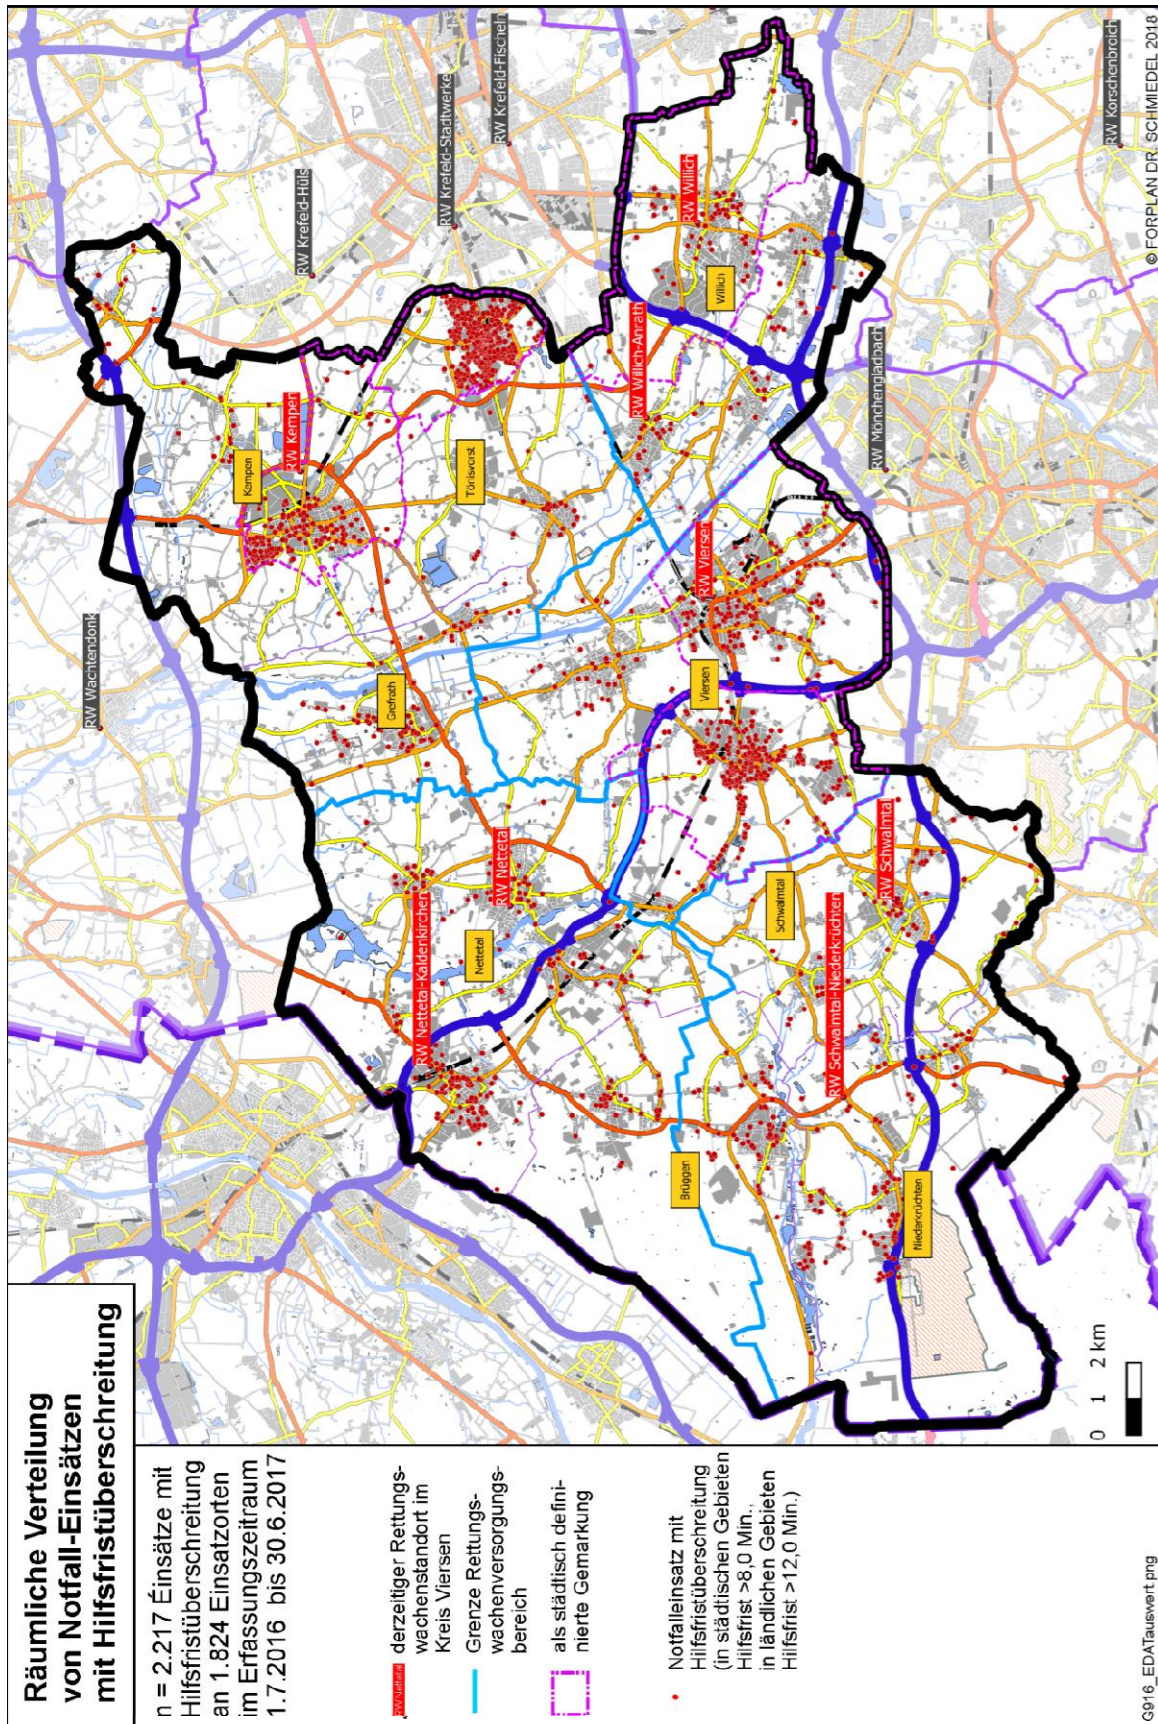 Räumliche Verteilung
von Notfall-Einsätzen
mit Hilfsfristüberschreitung
n = 2.217 Einsätze mit
Hilfsfristüberschreitung
an 1.824 Einsatzorten
im Erfassungszeitraum
1.7.2016 bis 30.6.2017
RW Nettetal
derzeitiger Rettungs-
wachenstandort im
Kreis Viersen
Grenze Rettungs-
wachenversorgungs-
bereich
als städtisch defini-
nierte Gemarkung
Notfalleinsatz mit
Hilfsfristüberschreitung
(in städtischen Gebieten
Hilfsfrist >8,0 Min.,
in ländlichen Gebieten
Hilfsfrist >12,0 Min.)
G916_EDATauswert.png
0 1 2 km
© FORPLAN DR. SCHMIEDEL 2018
RW Wachtendonk
RW Krefeld-Hüls
RW Krefeld-Stadtwerke
RW Krefeld-Fischeln
RW Korschenbroich
RW Mönchengladbach
RW Kempen
Kempen
Tönisvorst
Grefrath
RW Nettetal
RW Nettetal-Kaldenkirchen
Nettetal
RW Willich
Willich
RW Willich-Anrath
RW Viersen
Viersen
Schwalmtal
RW Schwalmtal
RW Schwalmtal-Niederkrüchten
Brüggen
Niederkrüchten